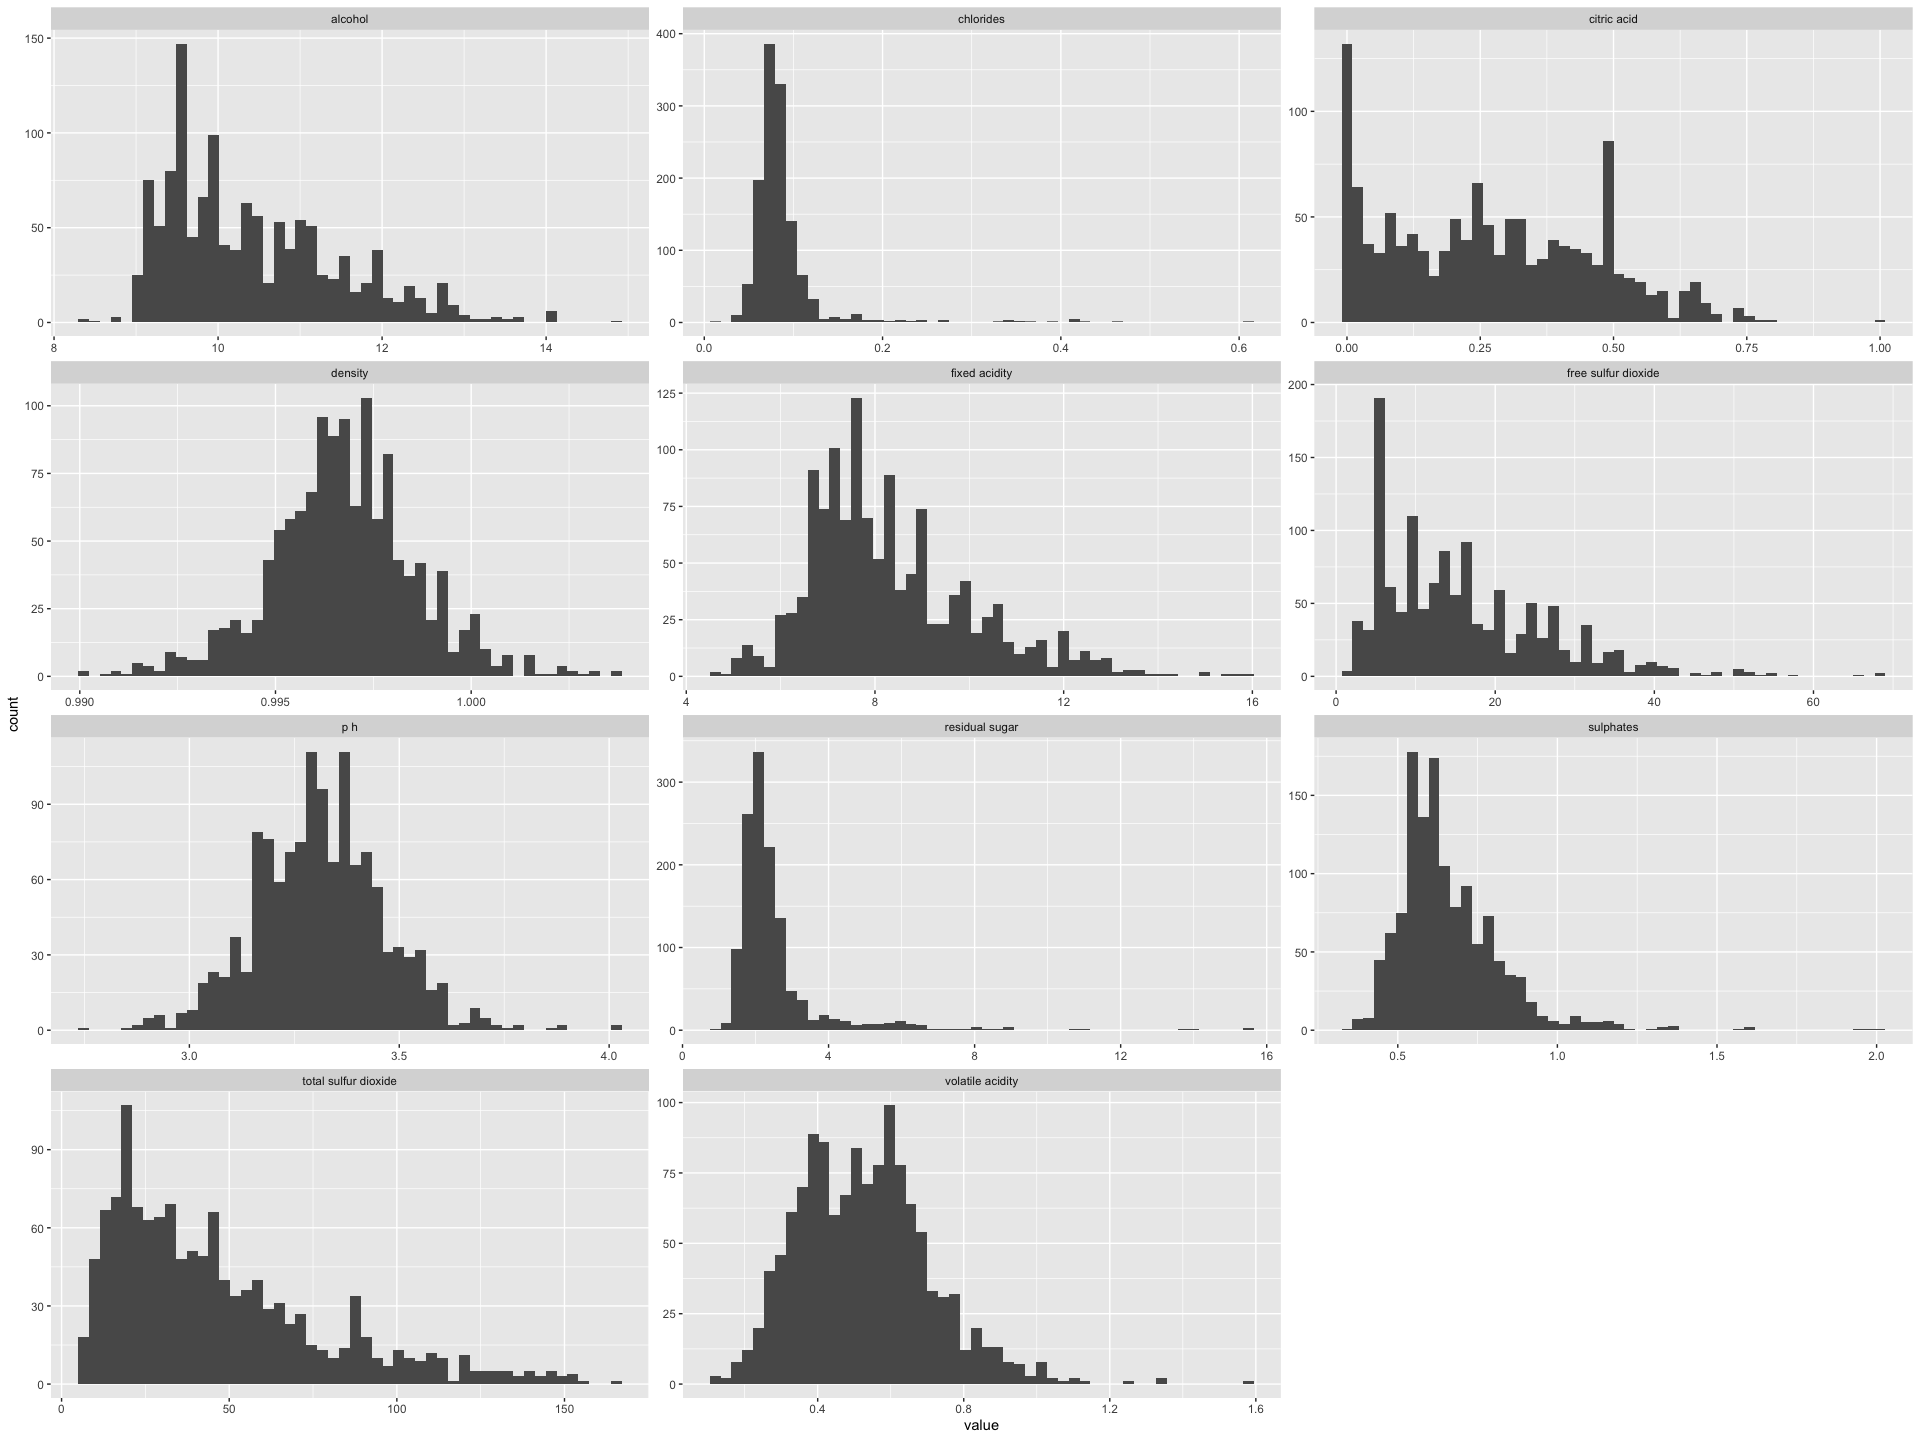 alcohol
150
100
50
0
8 10 12 14
chlorides
400
300
200
100
0
0.0 0.2 0.4 0.6
citric acid
100
50
0
0.00 0.25 0.50 0.75 1.00
density
100
75
50
25
0
0.990 0.995 1.000
fixed acidity
125
100
75
50
25
0
4 8 12 16
free sulfur dioxide
200
150
100
50
0
0 20 40 60
count
p h
90
60
30
0
3.0 3.5 4.0
residual sugar
300
200
100
0
0 4 8 12 16
sulphates
150
100
50
0
0.5 1.0 1.5 2.0
total sulfur dioxide
90
60
30
0
0 50 100 150
volatile acidity
100
75
50
25
0
0.4 0.8 1.2 1.6
value